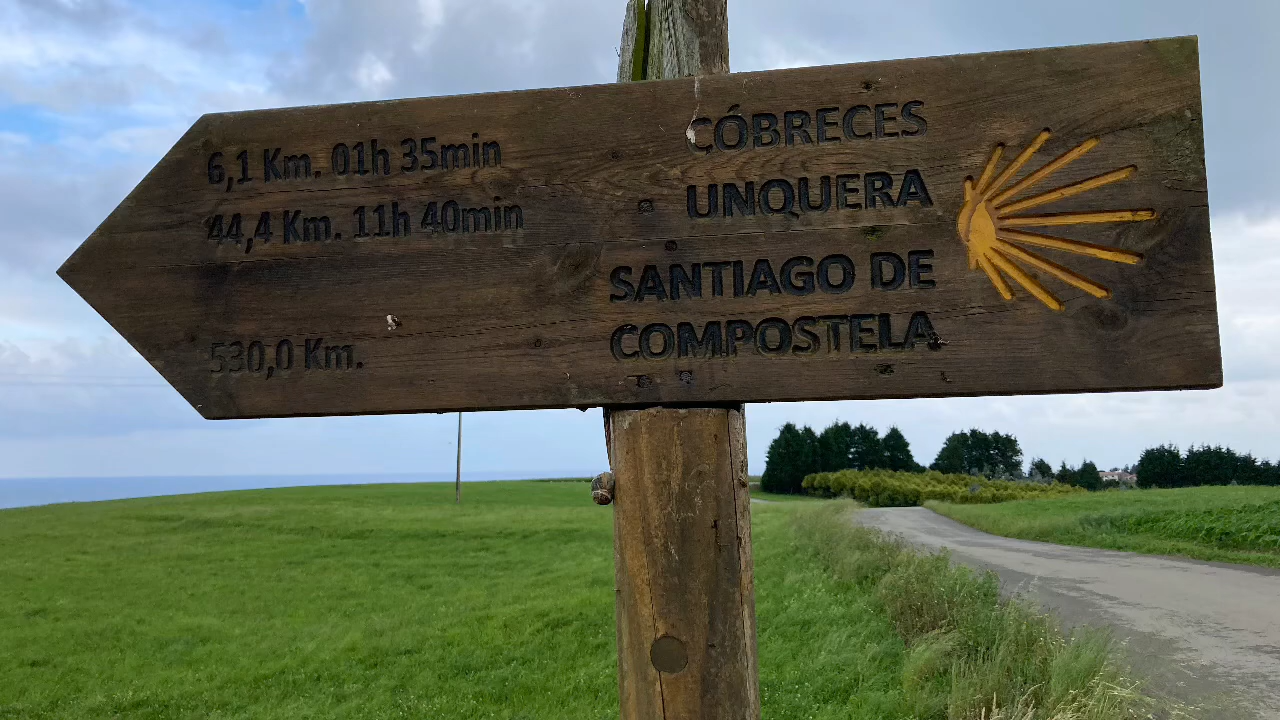 6,1 Km. 01h 35min CÓBRECES
44,4 Km. 11h 40min UNQUERA
SANTIAGO DE
530,0 Km. COMPOSTELA